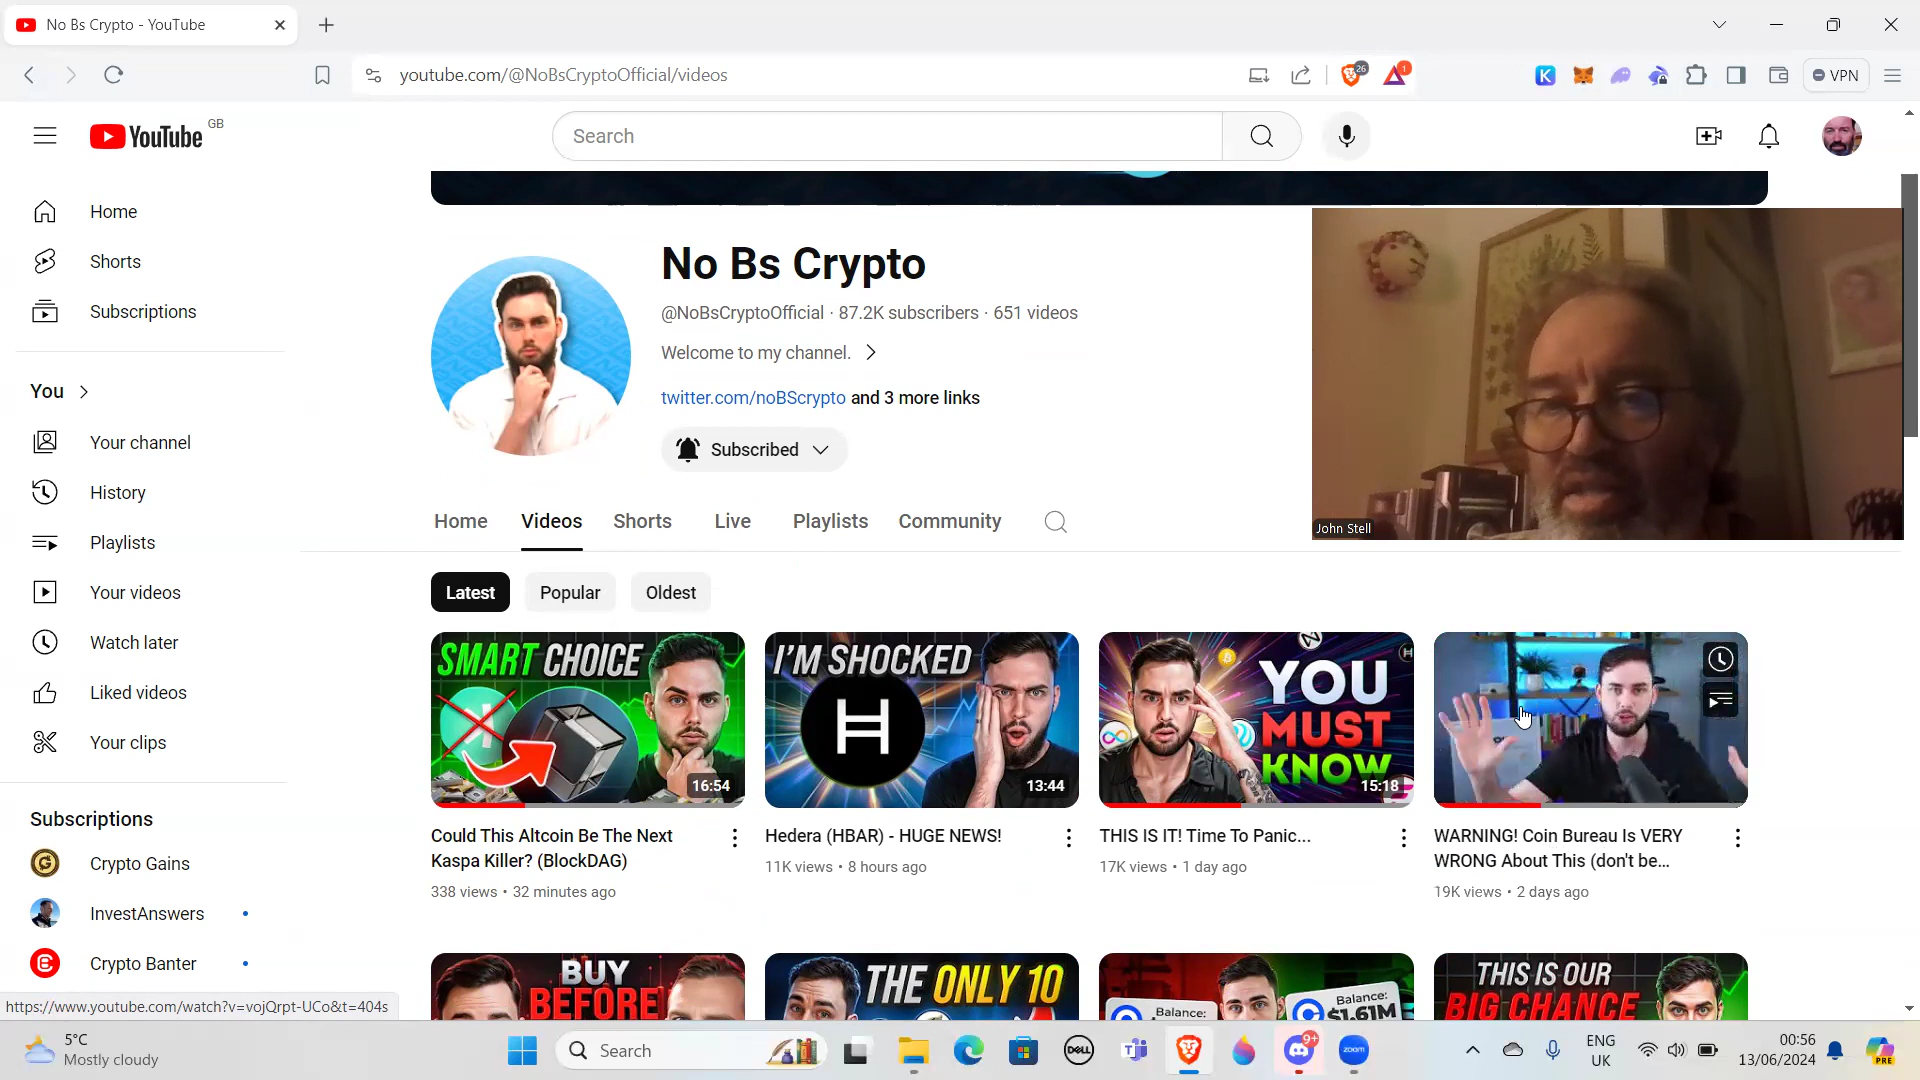 No Bs Crypto - YouTube
youtube.com/@NoBsCryptoOfficial/videos
26
1
K
VPN
YouTube
GB
Search
Home
Shorts
Subscriptions
You
Your channel
History
Playlists
Your videos
Watch later
Liked videos
Your clips
Subscriptions
Crypto Gains
InvestAnswers
Crypto Banter
No Bs Crypto
@NoBsCryptoOfficial · 87.2K subscribers · 651 videos
Welcome to my channel.
twitter.com/noBScrypto and 3 more links
Subscribed
John Stell
Home
Videos
Shorts
Live
Playlists
Community
Latest
Popular
Oldest
SMART CHOICE
16:54
I'M SHOCKED
H
13:44
YOU
MUST
KNOW
15:18
Could This Altcoin Be The Next
Kaspa Killer? (BlockDAG)
338 views • 32 minutes ago
Hedera (HBAR) - HUGE NEWS!
11K views • 8 hours ago
THIS IS IT! Time To Panic...
17K views • 1 day ago
WARNING! Coin Bureau Is VERY
WRONG About This (don't be...
19K views • 2 days ago
BUY
BEFORE
THE ONLY 10
Balance:
Balance:
$1.61M
THIS IS OUR
BIG CHANCE
https://www.youtube.com/watch?v=vojQrpt-UCo&t=404s
5°C
Mostly cloudy
Search
DELL
9+
zoom
ENG
UK
00:56
13/06/2024
PRE